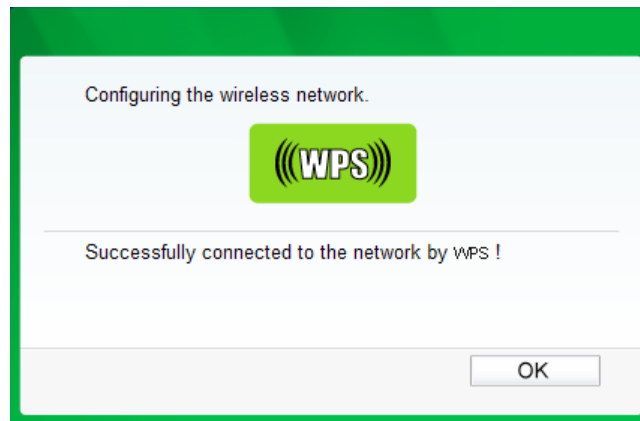 Configuring the wireless network.
(((WPS)))
Successfully connected to the network by WPS !
OK